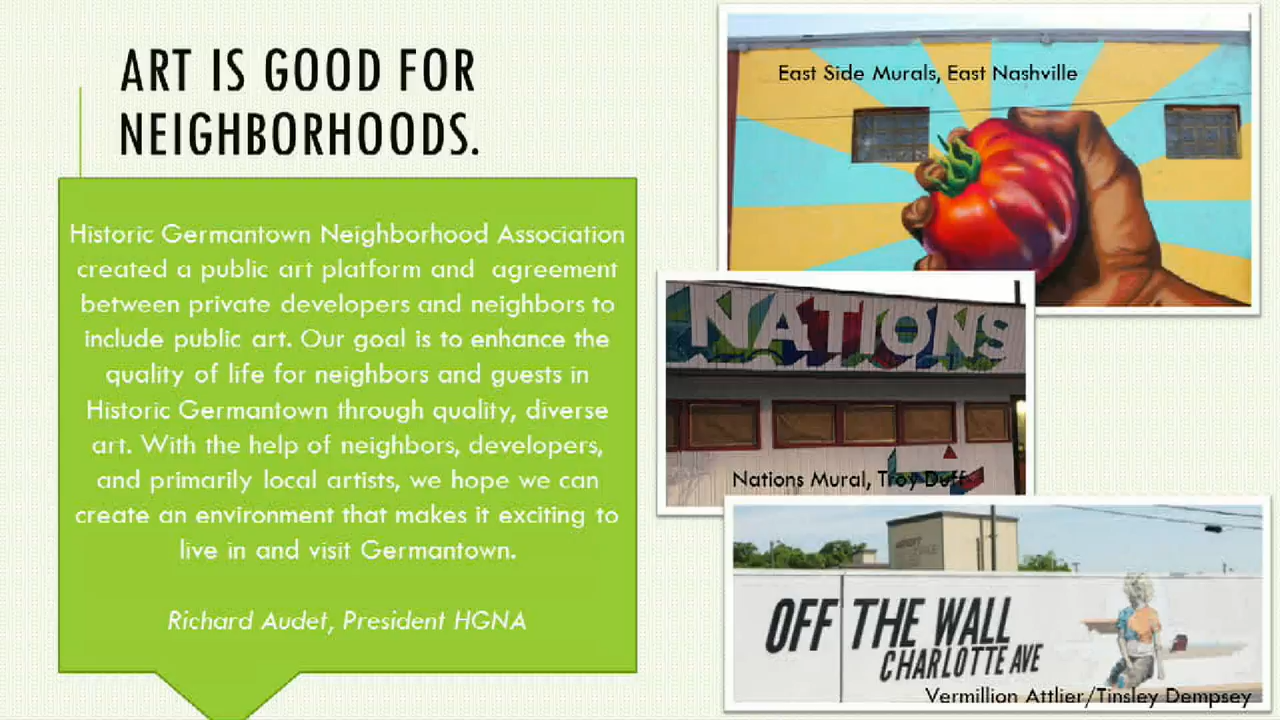 ART IS GOOD FOR
NEIGHBORHOODS.
Historic Germantown Neighborhood Association
created a public art platform and agreement
between private developers and neighbors to
include public art. Our goal is to enhance the
quality of life for neighbors and guests in
Historic Germantown through quality, diverse
art. With the help of neighbors, developers,
and primarily local artists, we hope we can
create an environment that makes it exciting to
live in and visit Germantown.
Richard Audet, President HGNA
East Side Murals, East Nashville
NATIONS
Nations Mural, Troy Duff
OFF THE WALL
CHARLOTTE AVE
Vermillion Attlier/Tinsley Dempsey